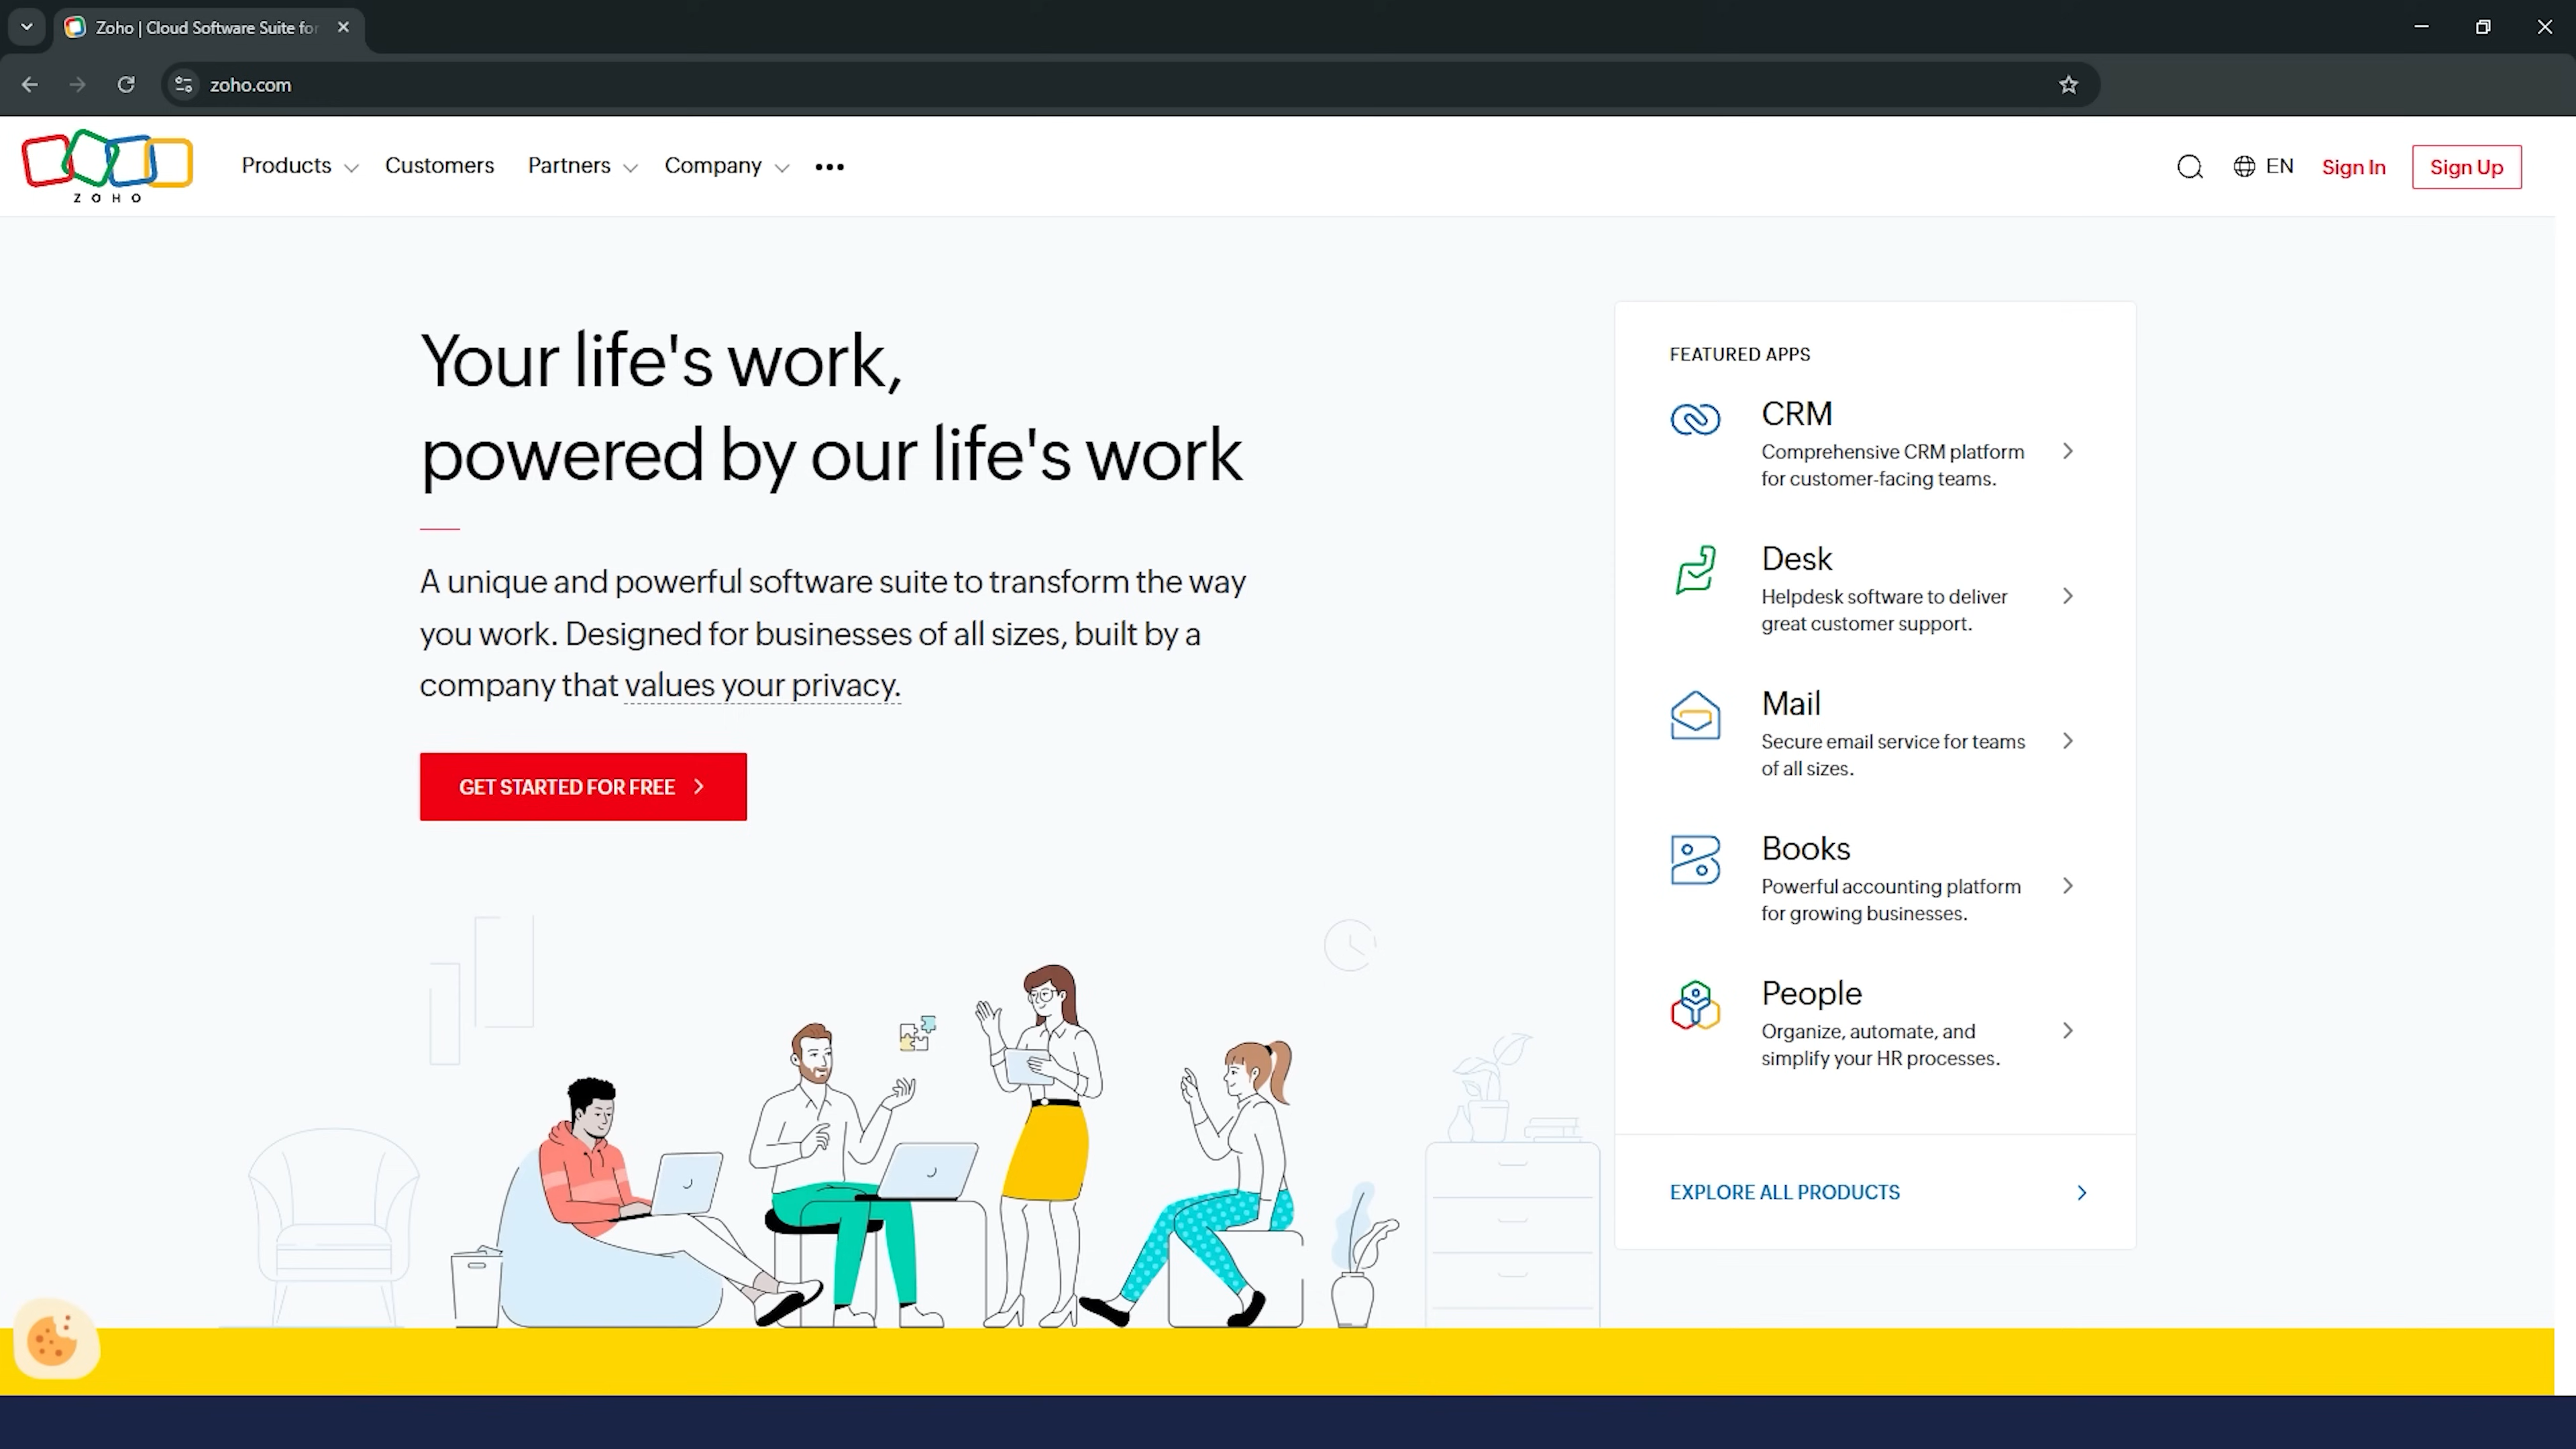 Zoho | Cloud Software Suite for
zoho.com
ZOHO
Products
Customers
Partners
Company
EN
Sign In
Sign Up
Your life's work,
powered by our life's work
A unique and powerful software suite to transform the way
you work. Designed for businesses of all sizes, built by a
company that values your privacy.
GET STARTED FOR FREE
FEATURED APPS
CRM
Comprehensive CRM platform
for customer-facing teams.
Desk
Helpdesk software to deliver
great customer support.
Mail
Secure email service for teams
of all sizes.
Books
Powerful accounting platform
for growing businesses.
People
Organize, automate, and
simplify your HR processes.
EXPLORE ALL PRODUCTS